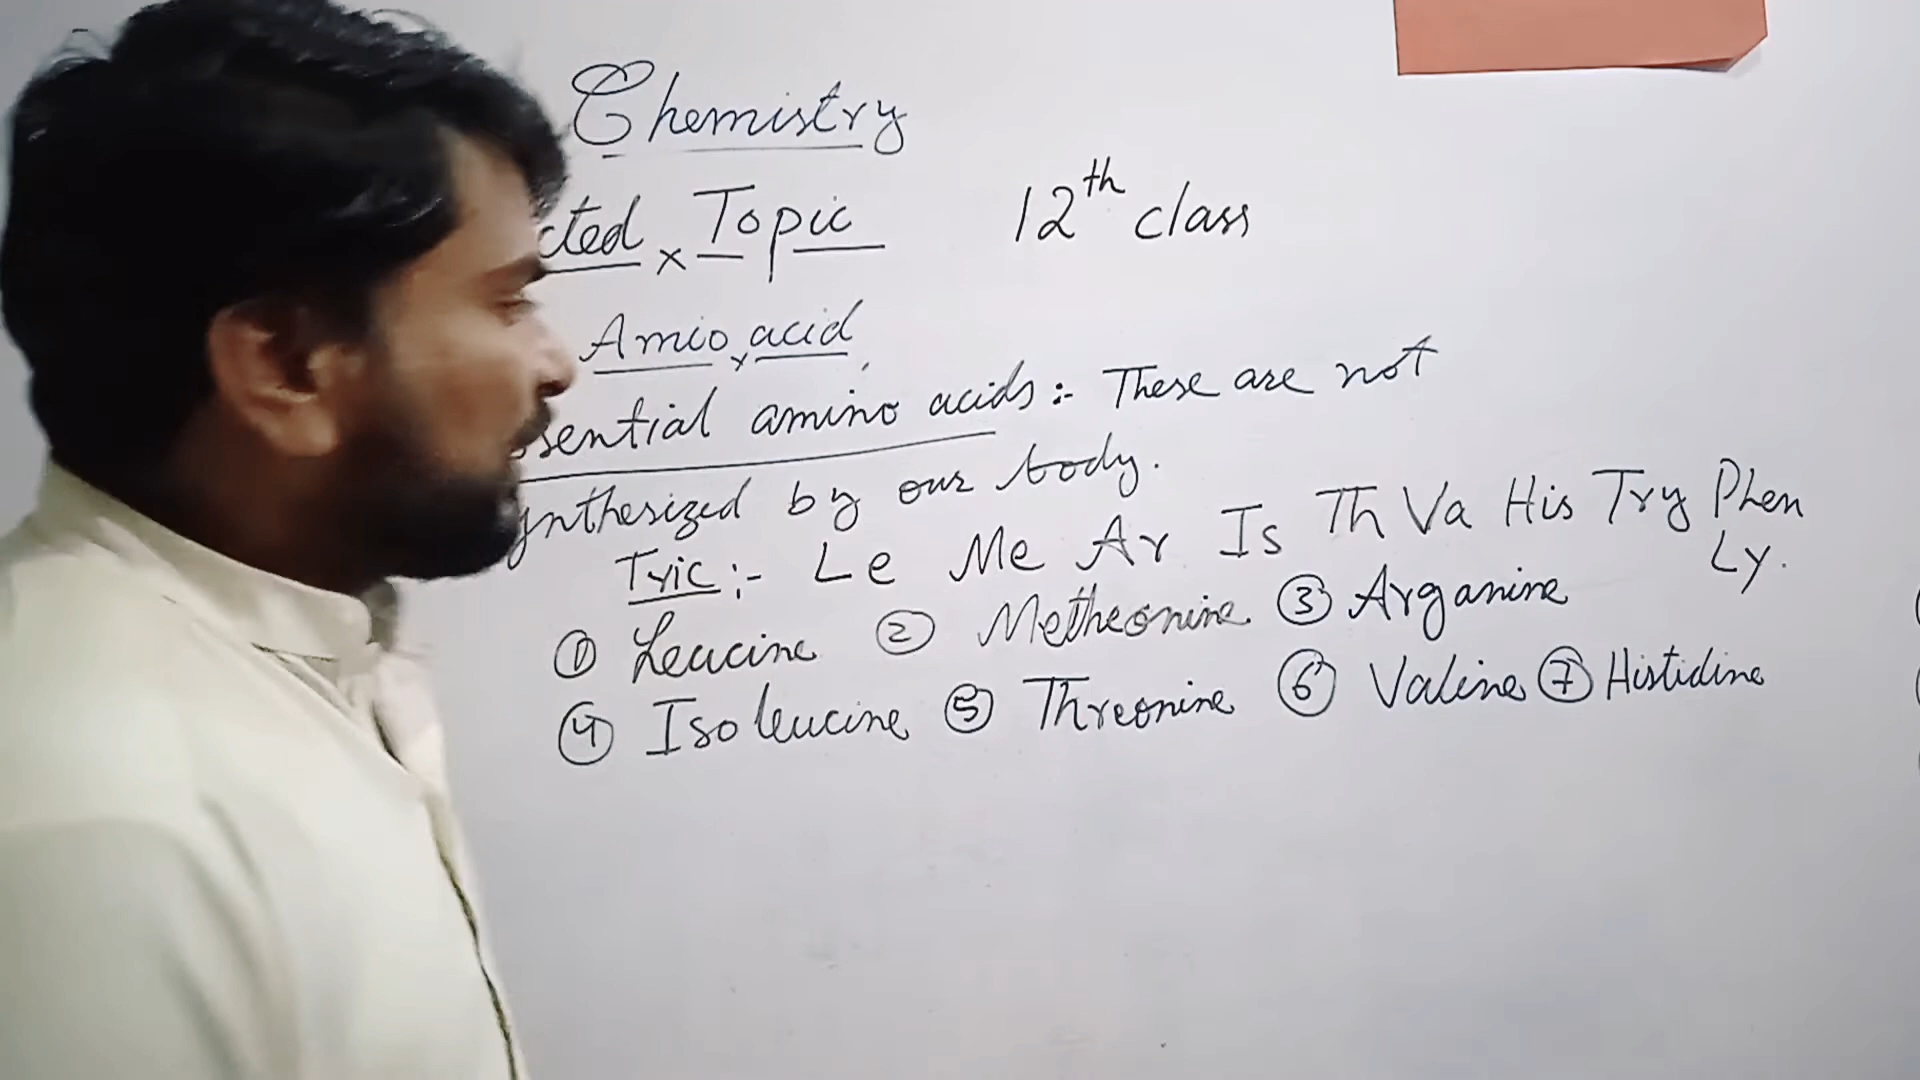 Chemistry
cted Topic 12th class
Amio acid
sential amino acids :- These are not
ynthesized by our body.
Tric :- Le Me Ar Is Th Va His Try Phen
Ly.
① Leucine ② Metheonine ③ Arganine
④ Isoleucine ⑤ Threonine ⑥ Valine ⑦ Histidine